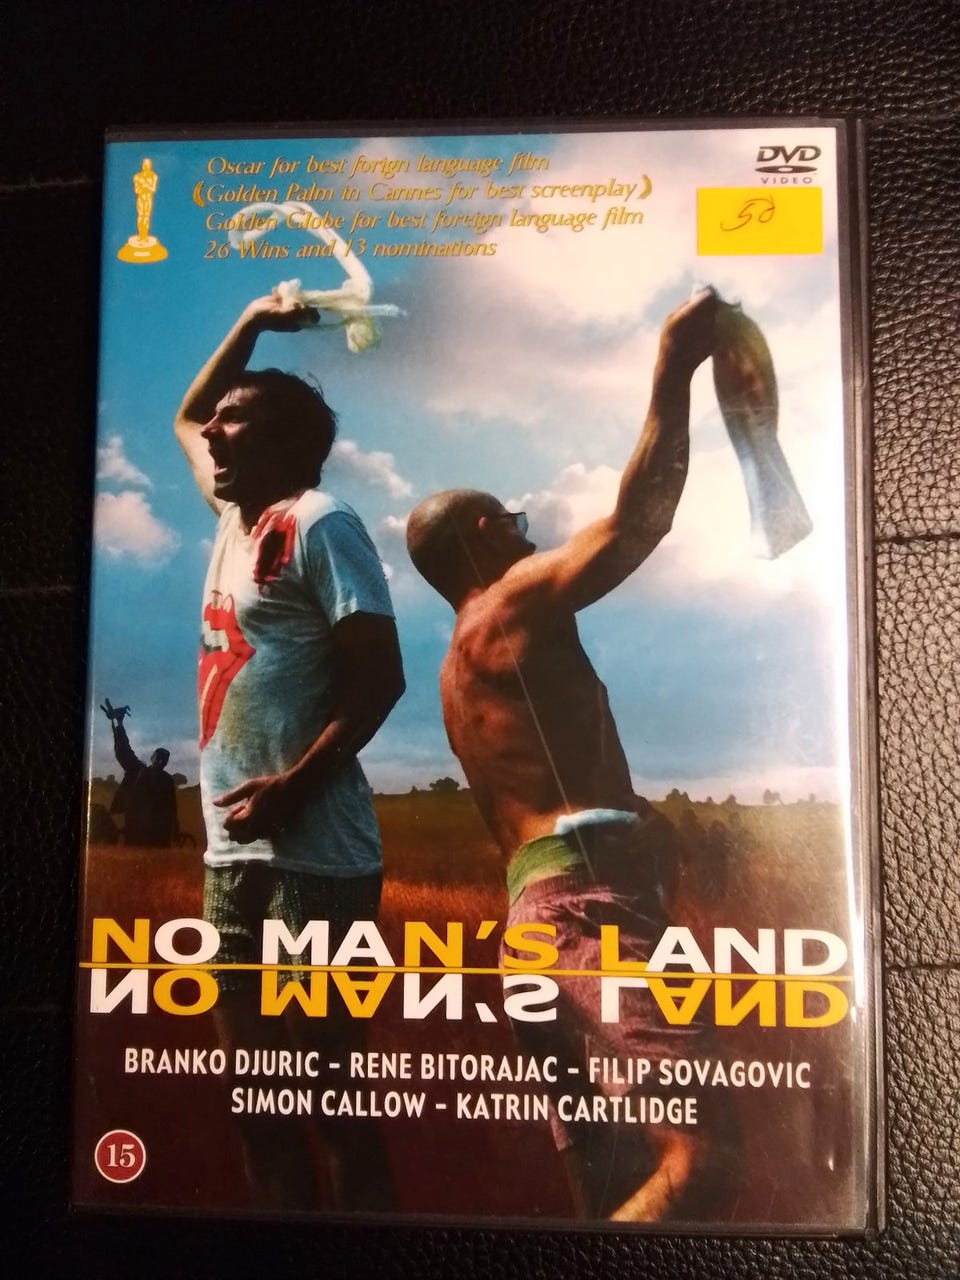 Oscar for best forign language film
Golden Palm in Cannes for best screenplay
Golden Globe for best foreign language film
26 Wins and 13 nominations
DVD
VIDEO
50
NO MAN'S LAND
NO MAN'S LAND
BRANKO DJURIC - RENE BITORAJAC - FILIP SOVAGOVIC
SIMON CALLOW - KATRIN CARTLIDGE
15